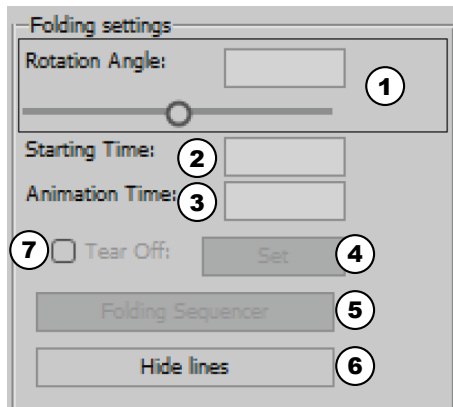 Folding settings
Rotation Angle:
1
Starting Time: 2
Animation Time: 3
7 Tear Off: Set 4
Folding Sequencer 5
Hide lines 6